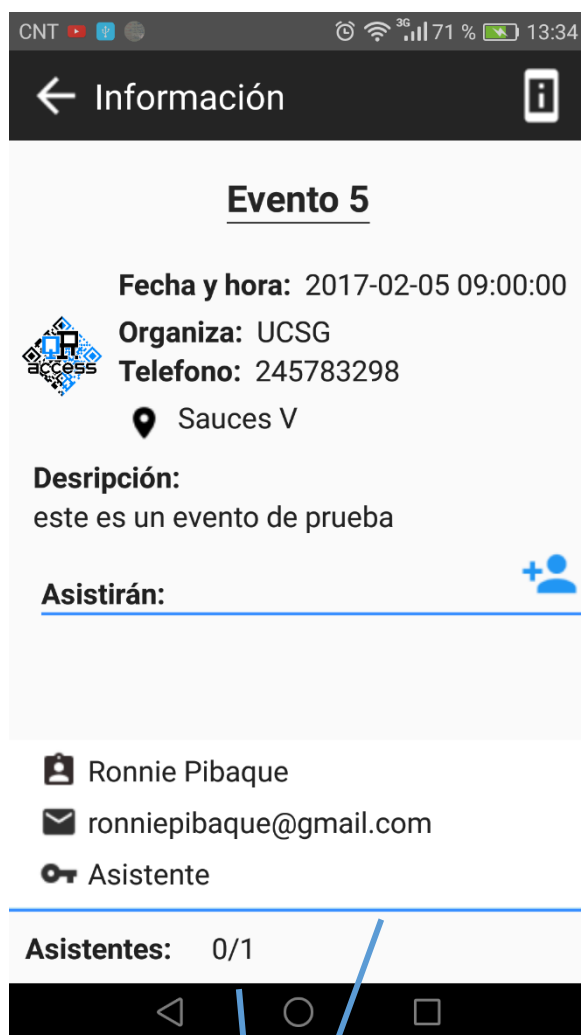 CNT 3G 71 % 13:34
Información
Evento 5
Fecha y hora: 2017-02-05 09:00:00
Organiza: UCSG
QR access
Telefono: 245783298
Sauces V
Desripción:
este es un evento de prueba
Asistirán:
Ronnie Pibaque
ronniepibaque@gmail.com
Asistente
Asistentes: 0/1